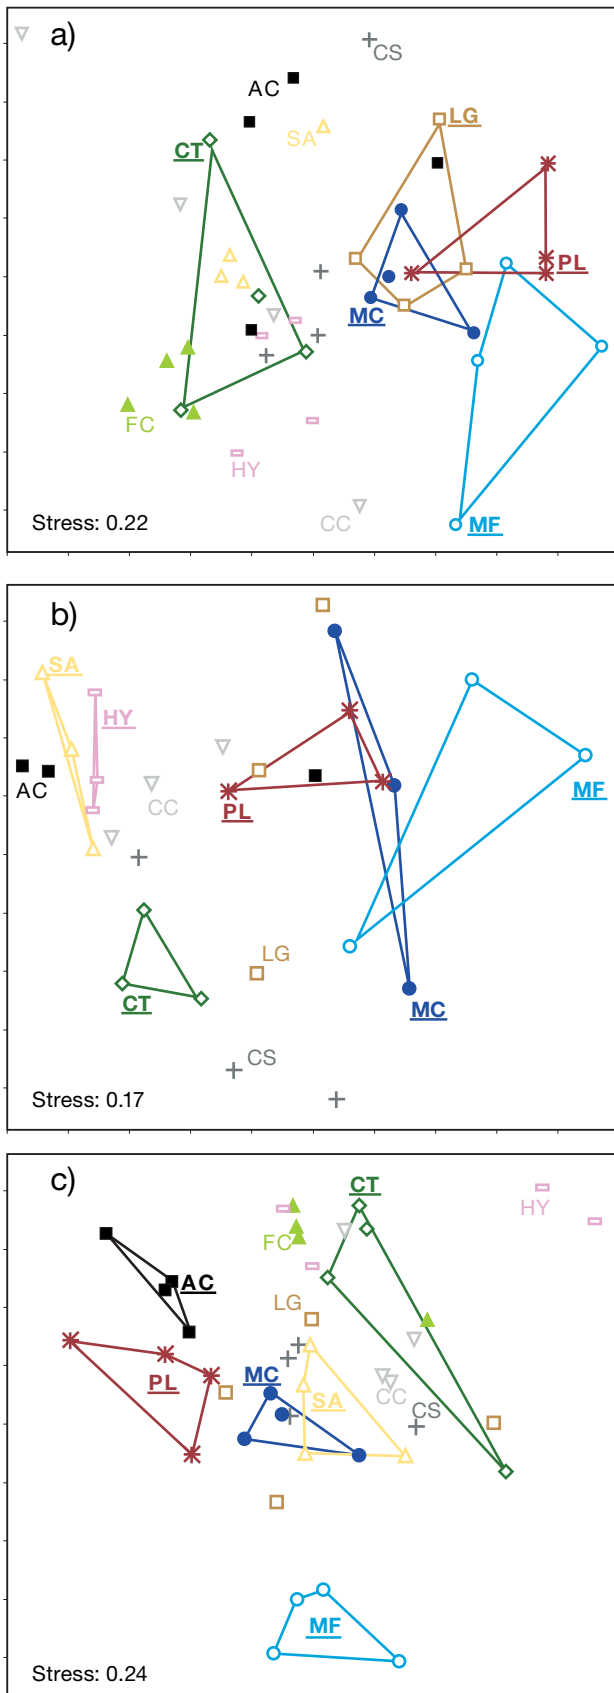 a)
CS
AC
LG
SA
CT
PL
MC
FC
HY
CC
MF
Stress: 0.22
b)
SA
HY
AC
CC
MF
PL
LG
CT
MC
CS
Stress: 0.17
c)
CT
HY
FC
AC
LG
PL
MC
SA
CC
CS
MF
Stress: 0.24